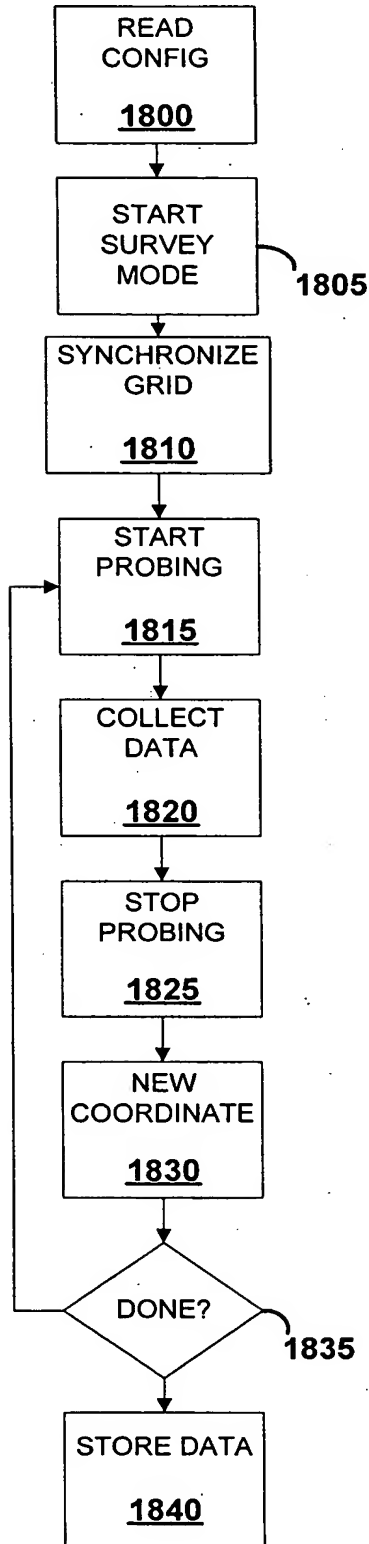 READ
CONFIG
1800
START
SURVEY
MODE
1805
SYNCHRONIZE
GRID
1810
START
PROBING
1815
COLLECT
DATA
1820
STOP
PROBING
1825
NEW
COORDINATE
1830
DONE?
1835
STORE DATA
1840